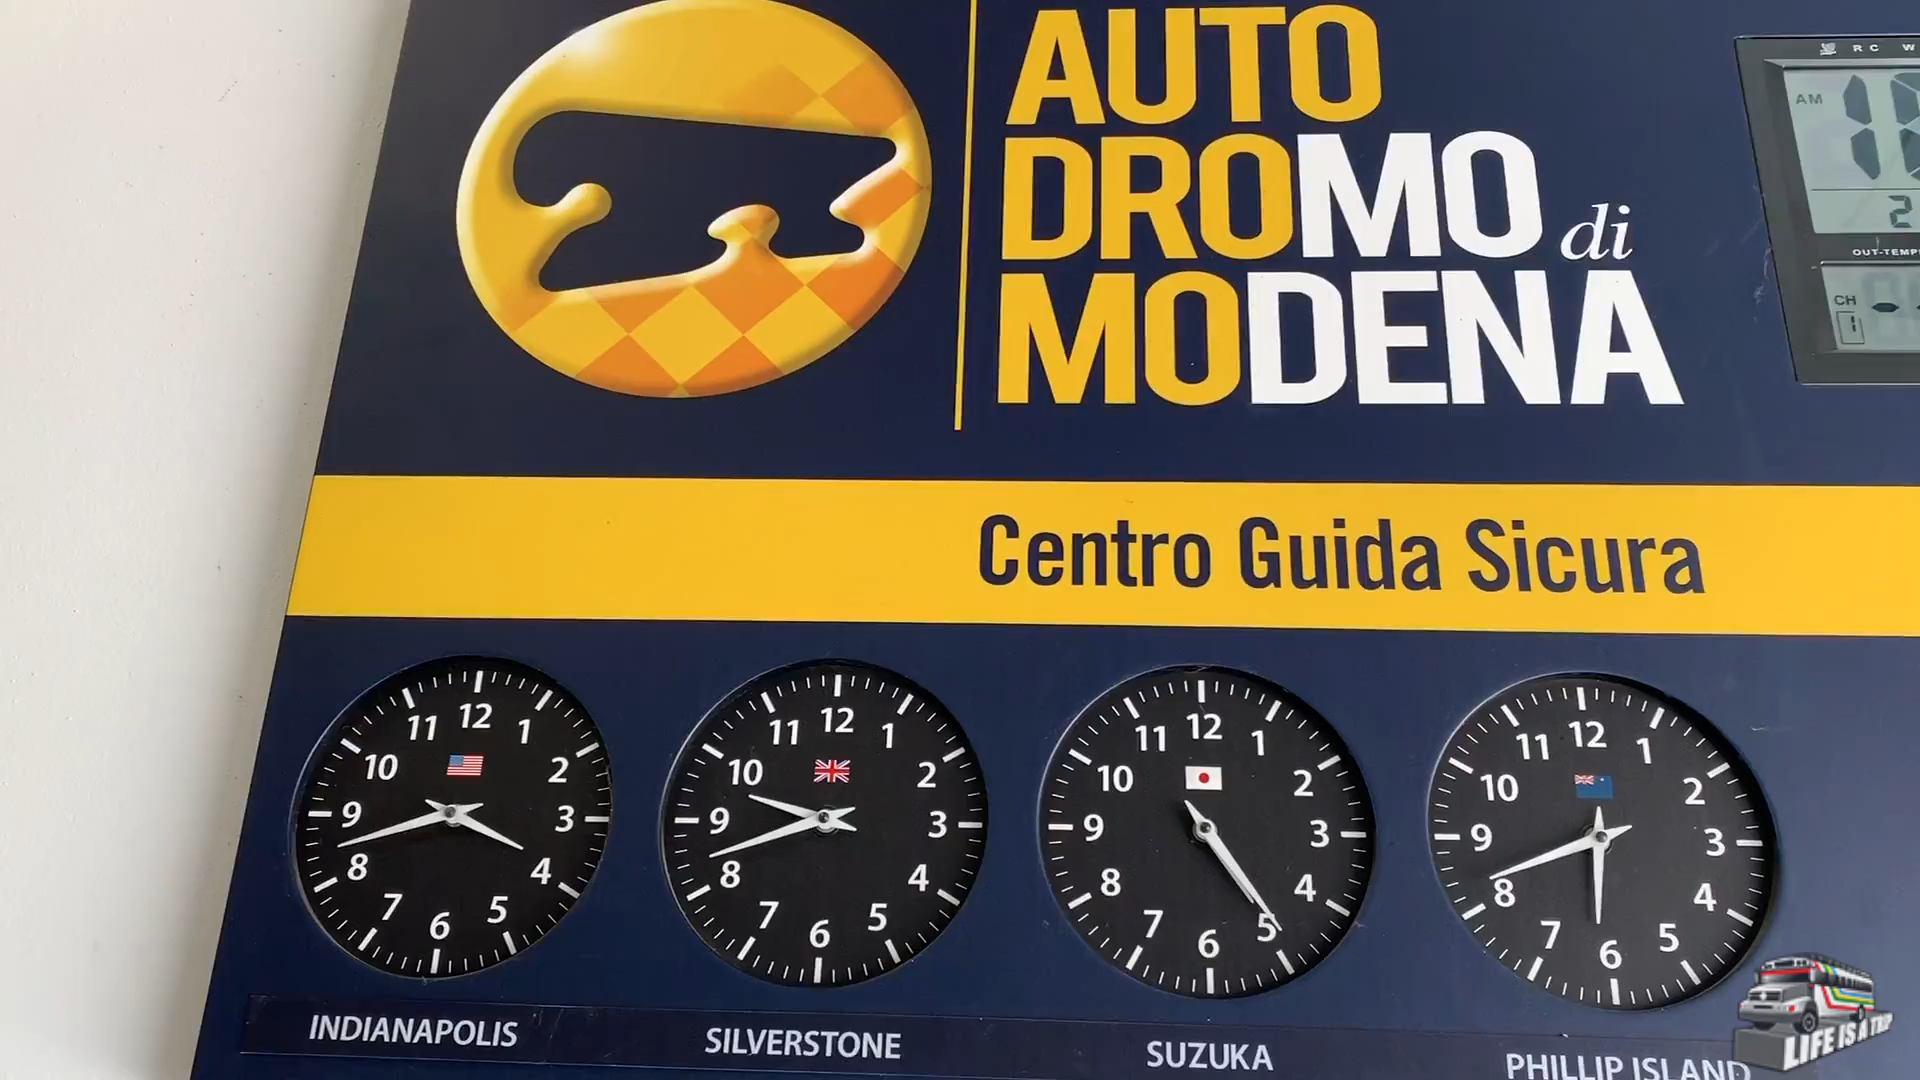 AUTO
DROMO di
MODENA
RC
AM
OUT-TEMP
CH
1
Centro Guida Sicura
12 1 2 3 4 5 6 7 8 9 10 11
12 1 2 3 4 5 6 7 8 9 10 11
12 1 2 3 4 5 6 7 8 9 10 11
12 1 2 3 4 5 6 7 8 9 10 11
INDIANAPOLIS
SILVERSTONE
SUZUKA
PHILLIP ISLAND
LIFE IS A TRIP